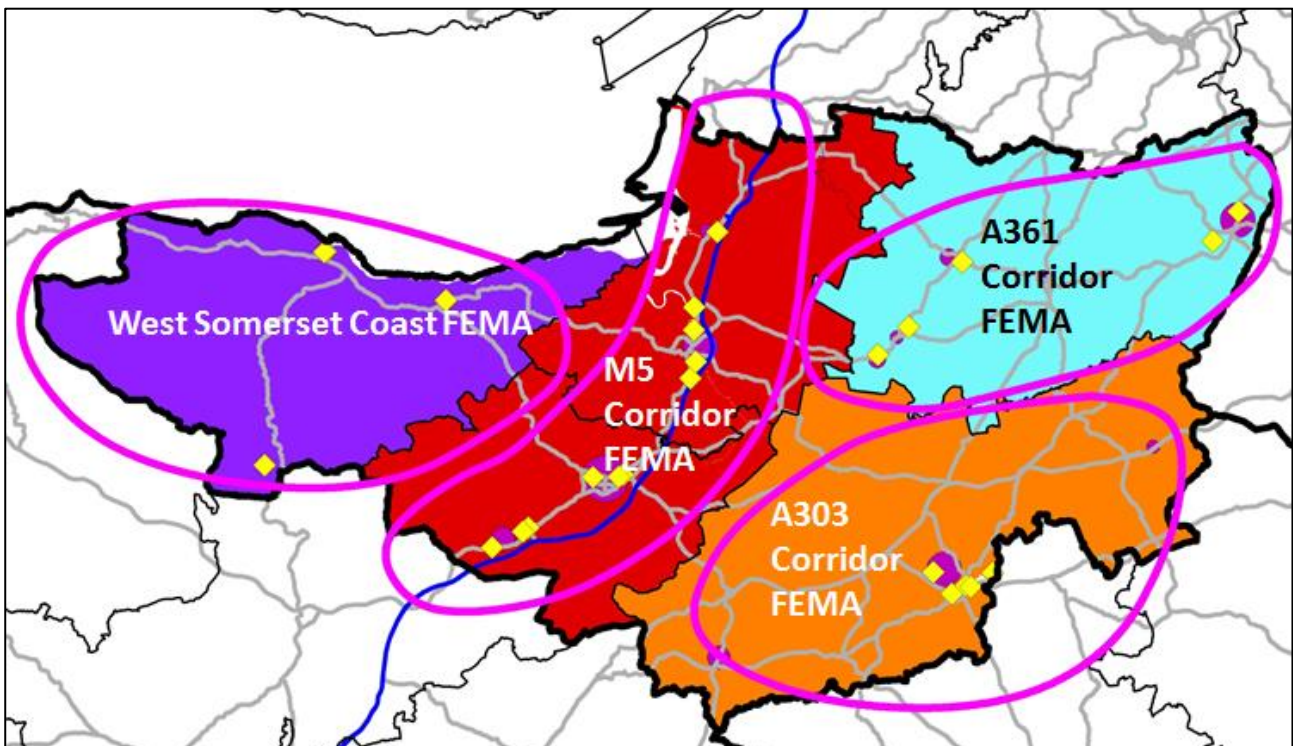 West Somerset Coast FEMA
M5
Corridor
FEMA
A361
Corridor
FEMA
A303
Corridor
FEMA